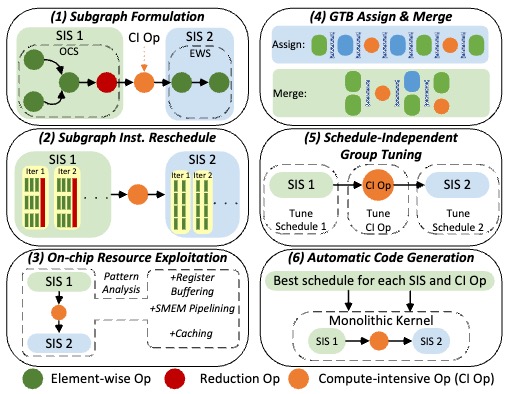 (1) Subgraph Formulation
SIS 1
CI Op
SIS 2
OCS
EWS
(2) Subgraph Inst. Reschedule
SIS 1
SIS 2
Iter 1
Iter 2
Iter 1
Iter 2
. . .
. . .
(3) On-chip Resource Exploitation
SIS 1
SIS 2
Pattern
Analysis
+Register
Buffering
+SMEM Pipelining
+Caching
(4) GTB Assign & Merge
Assign:
Merge:
(5) Schedule-Independent
Group Tuning
SIS 1
CI Op
SIS 2
Tune
Schedule 1
Tune
CI Op
Tune
Schedule 2
(6) Automatic Code Generation
Best schedule for each SIS and CI Op
Monolithic Kernel
SIS 1
SIS 2
Element-wise Op
Reduction Op
Compute-intensive Op (CI Op)